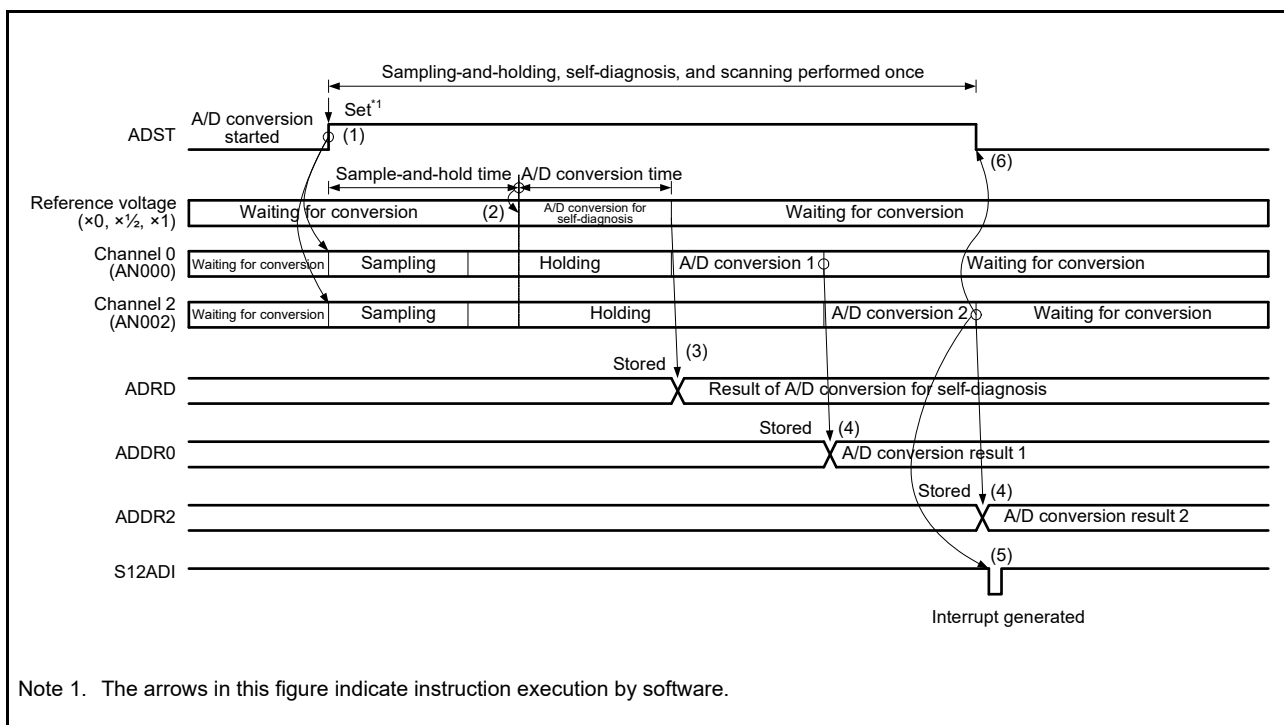 Sampling-and-holding, self-diagnosis, and scanning performed once
Set*1
A/D conversion
started
ADST
(1)
(6)
Sample-and-hold time
A/D conversion time
Reference voltage
(×0, ×½, ×1)
Waiting for conversion
(2)
A/D conversion for
self-diagnosis
Waiting for conversion
Channel 0
(AN000)
Waiting for conversion
Sampling
Holding
A/D conversion 1
Waiting for conversion
Channel 2
(AN002)
Waiting for conversion
Sampling
Holding
A/D conversion 2
Waiting for conversion
Stored
(3)
ADRD
Result of A/D conversion for self-diagnosis
Stored
(4)
ADDR0
A/D conversion result 1
Stored
(4)
ADDR2
A/D conversion result 2
S12ADI
(5)
Interrupt generated
Note 1. The arrows in this figure indicate instruction execution by software.